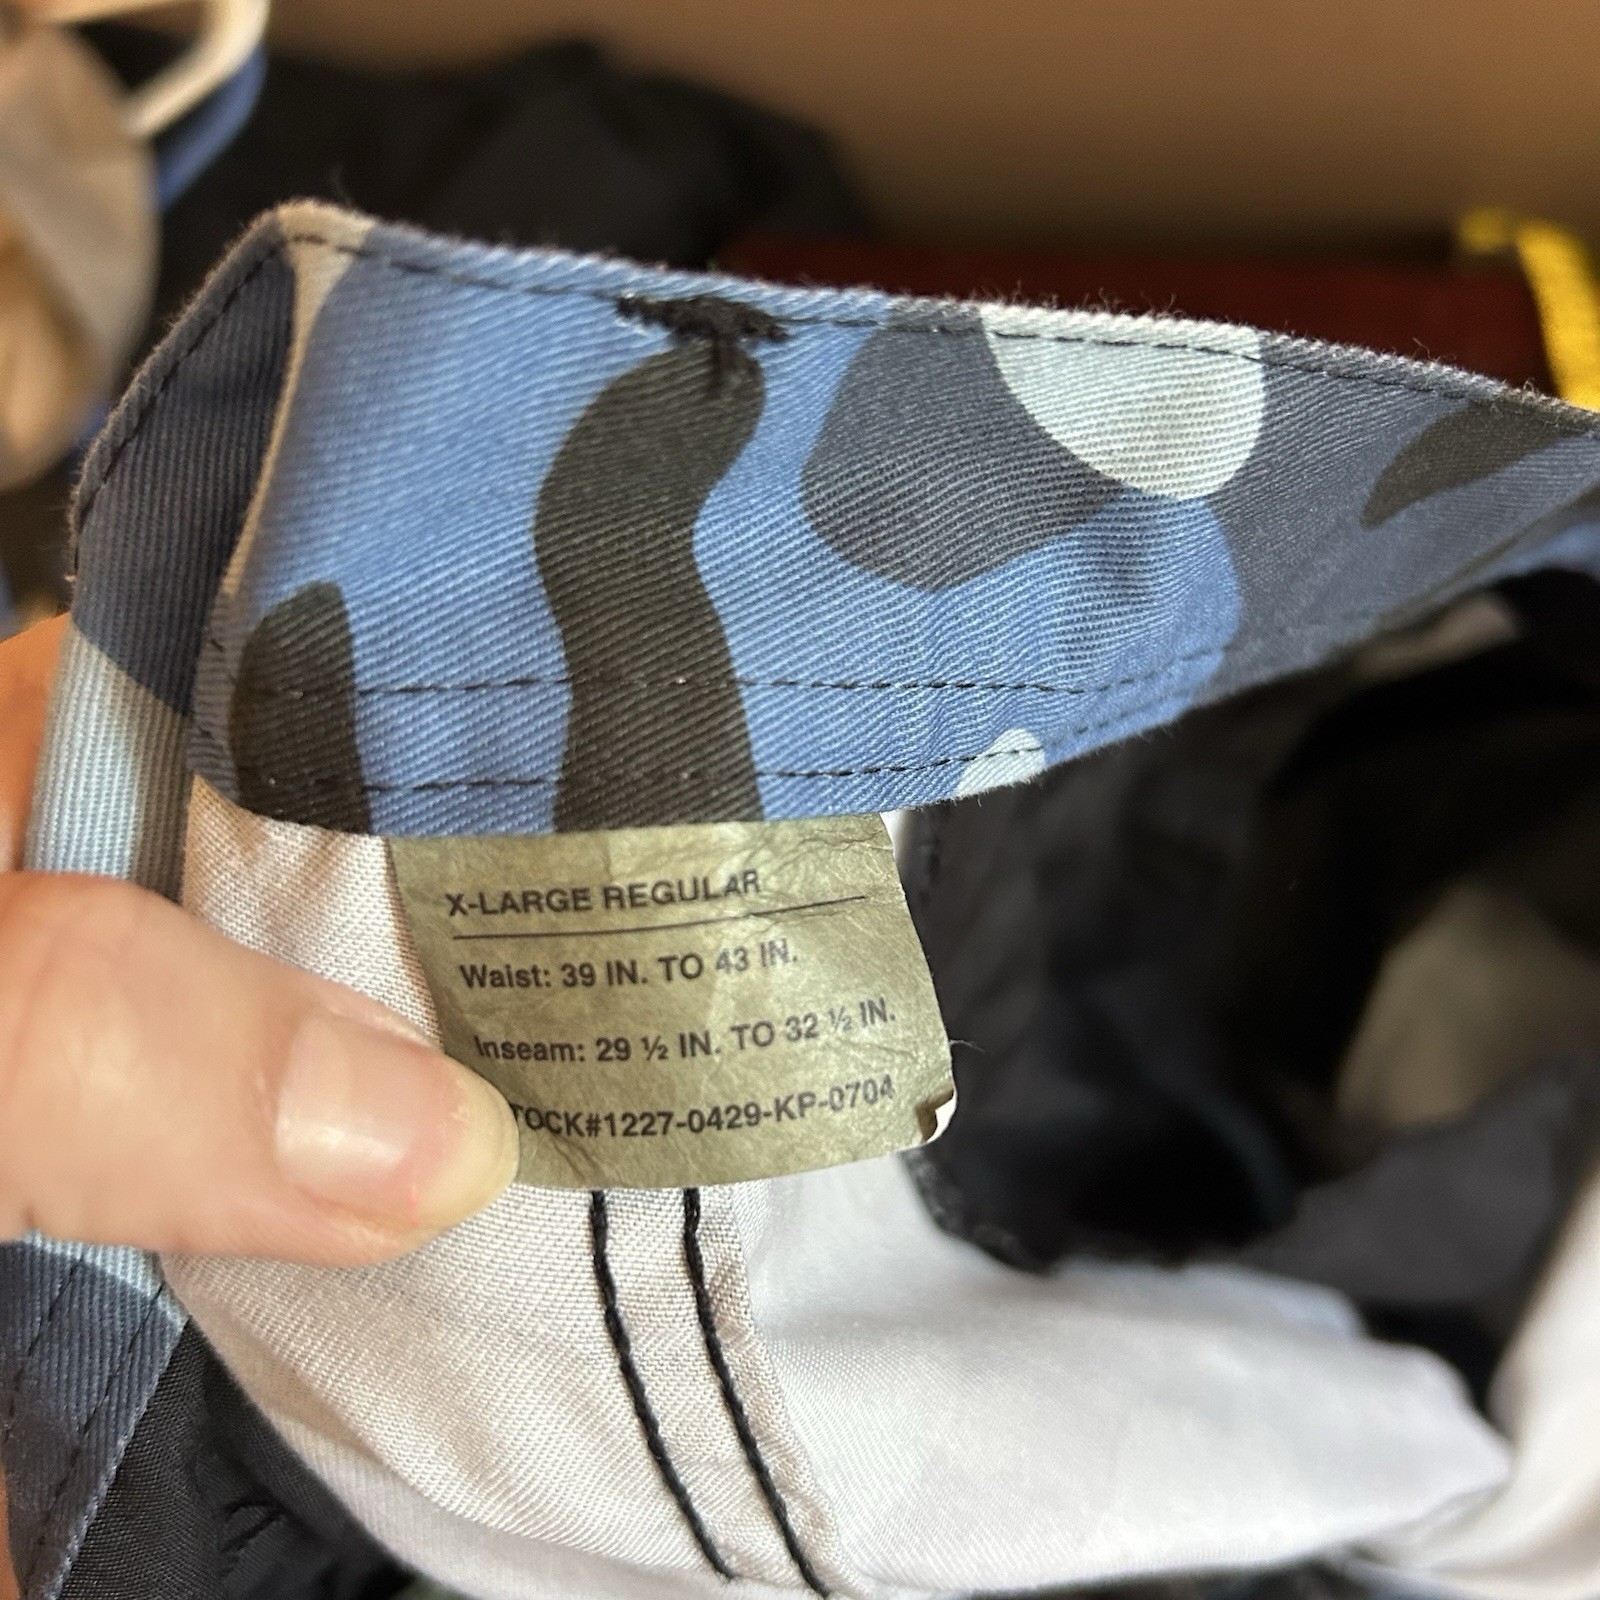 X-LARGE REGULAR
Waist: 39 IN. TO 43 IN.
Inseam: 29 ½ IN. TO 32 ½ IN.
TOCK#1227-0429-KP-0704